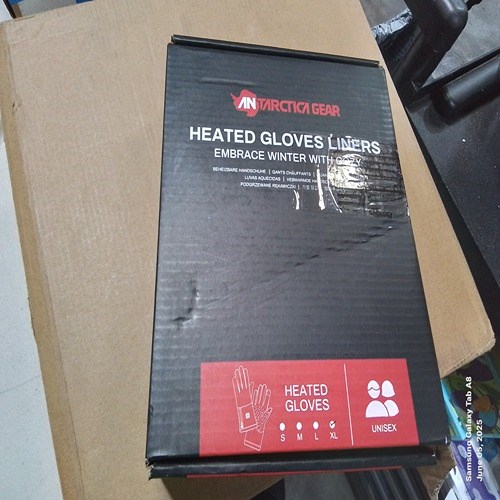 ANTARCTICA GEAR
HEATED GLOVES LINERS
EMBRACE WINTER WITH COZY
BEHEIZBARE HANDSCHUHE | GANTS CHAUFFANTS |
LUVAS AQUECIDAS | VERWARMDE
PODGRZEWANE RĘKAWICZKI |
HEATED
GLOVES
S M L XL
UNISEX
Samsung Galaxy Tab A8
June 05, 2025